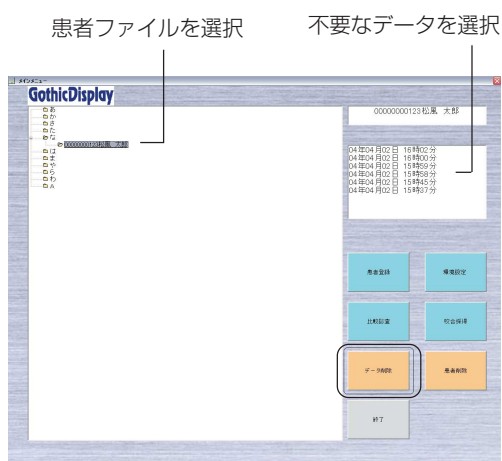 患者ファイルを選択
不要なデータを選択
メインメニュー
GothicDisplay
あ
か
さ
た
な
は
ま
や
ら
わ
A
00000000123松風 太郎
04年04月02日 16時02分
04年04月02日 16時00分
04年04月02日 15時59分
04年04月02日 15時58分
04年04月02日 15時45分
04年04月02日 15時37分
患者登録
環境設定
比較診査
咬合採得
データ削除
患者削除
終了